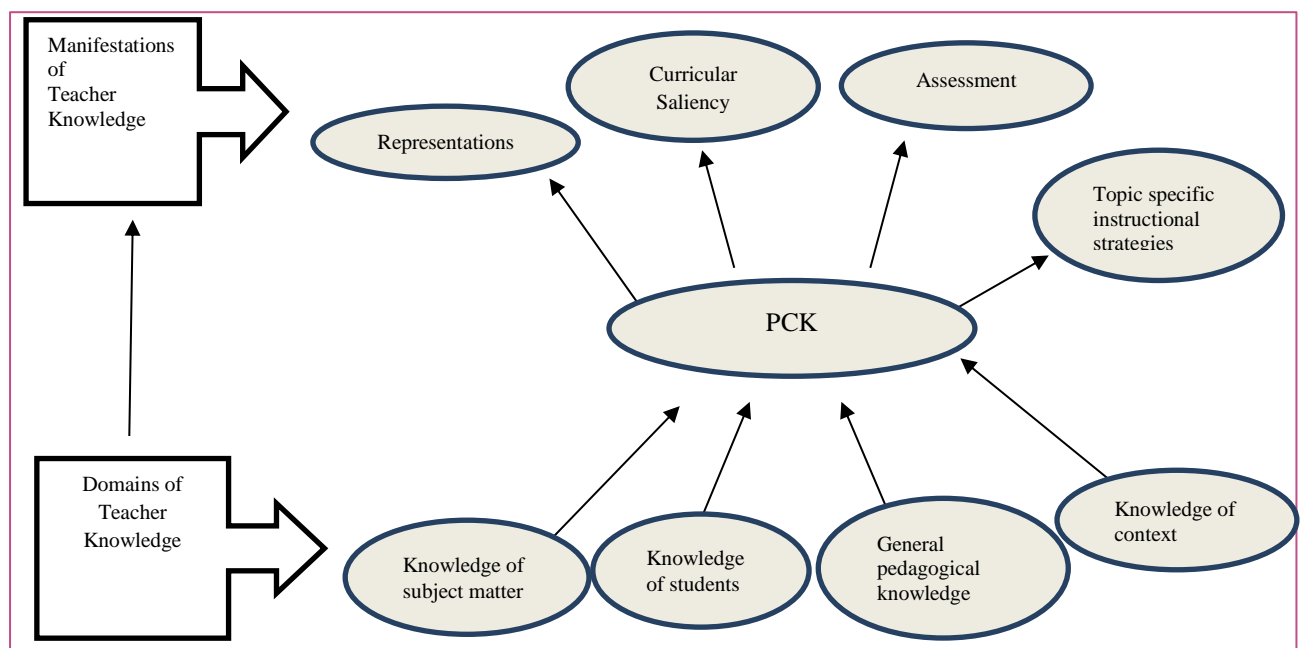 Manifestations
of
Teacher
Knowledge
Curricular
Saliency
Assessment
Representations
Topic specific
instructional
strategies
PCK
Domains of
Teacher
Knowledge
Knowledge of
subject matter
Knowledge
of students
General
pedagogical
knowledge
Knowledge of
context